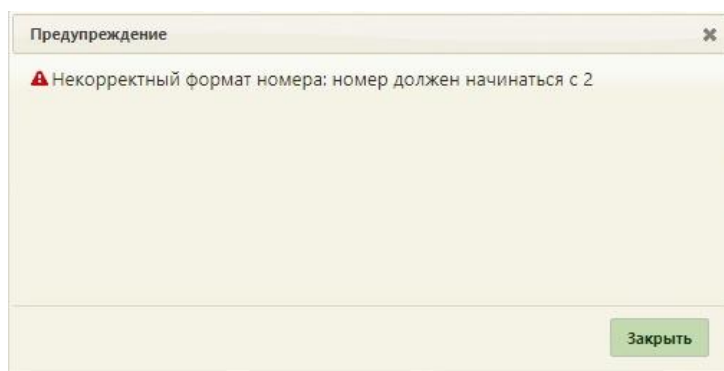 Предупреждение
Некорректный формат номера: номер должен начинаться с 2
Закрыть